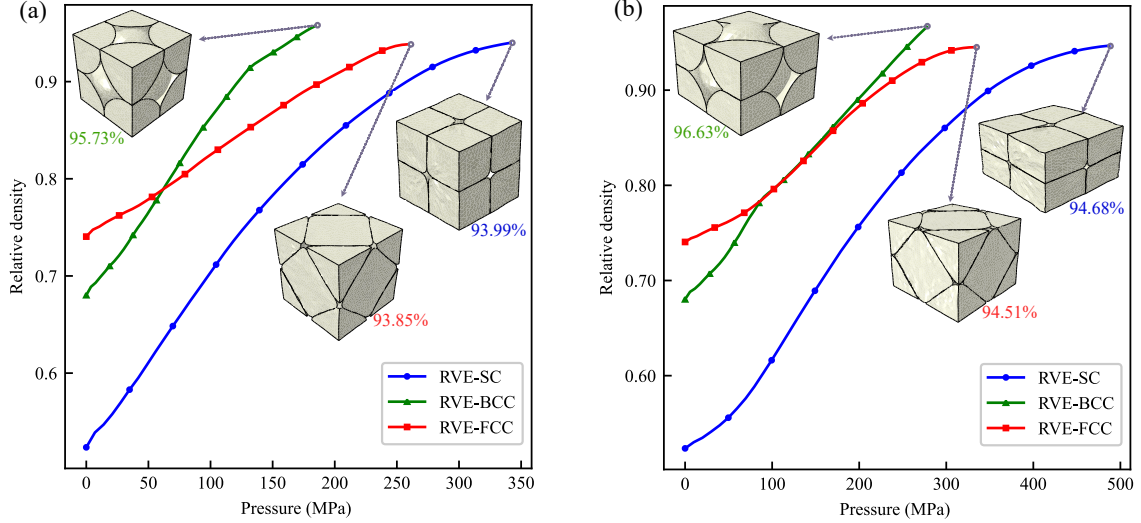 (a)
Relative density
0.9
0.8
0.7
0.6
95.73%
93.99%
93.85%
RVE-SC
RVE-BCC
RVE-FCC
0 50 100 150 200 250 300 350
Pressure (MPa)
(b)
Relative density
0.90
0.80
0.70
0.60
96.63%
94.68%
94.51%
RVE-SC
RVE-BCC
RVE-FCC
0 100 200 300 400 500
Pressure (MPa)